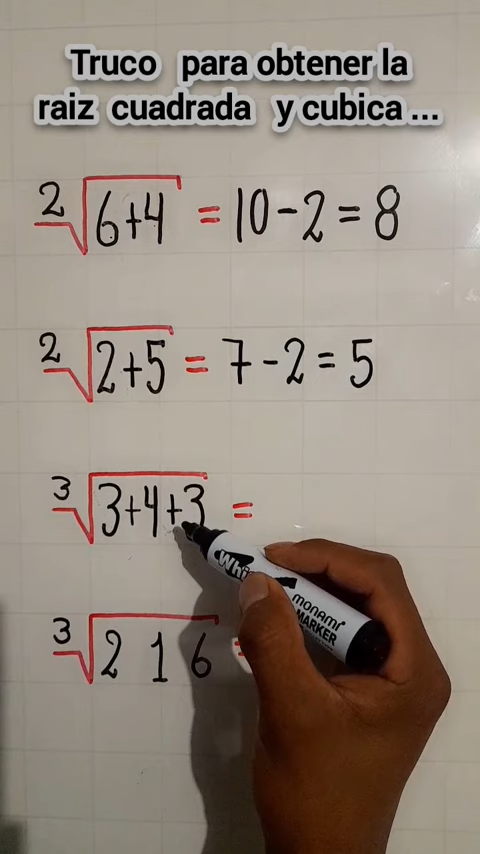 Truco para obtener la
raiz cuadrada y cubica ...
²√6+4 = 10-2=8
²√2+5 = 7-2=5
³√3+4+3 =
³√2 1 6 =
Whi
monami
MARKER